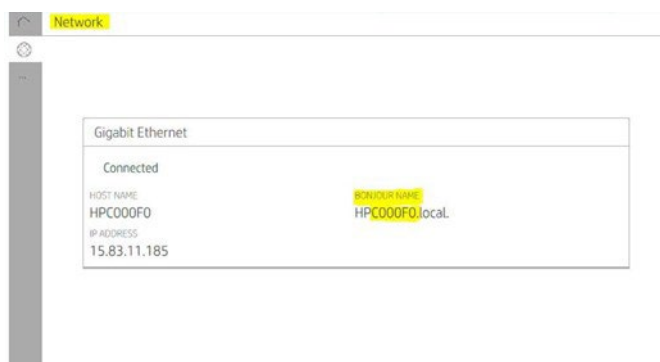 Network
Gigabit Ethernet
Connected
HOST NAME
HPC000F0
BONJOUR NAME
HPC000F0.local.
IP ADDRESS
15.83.11.185